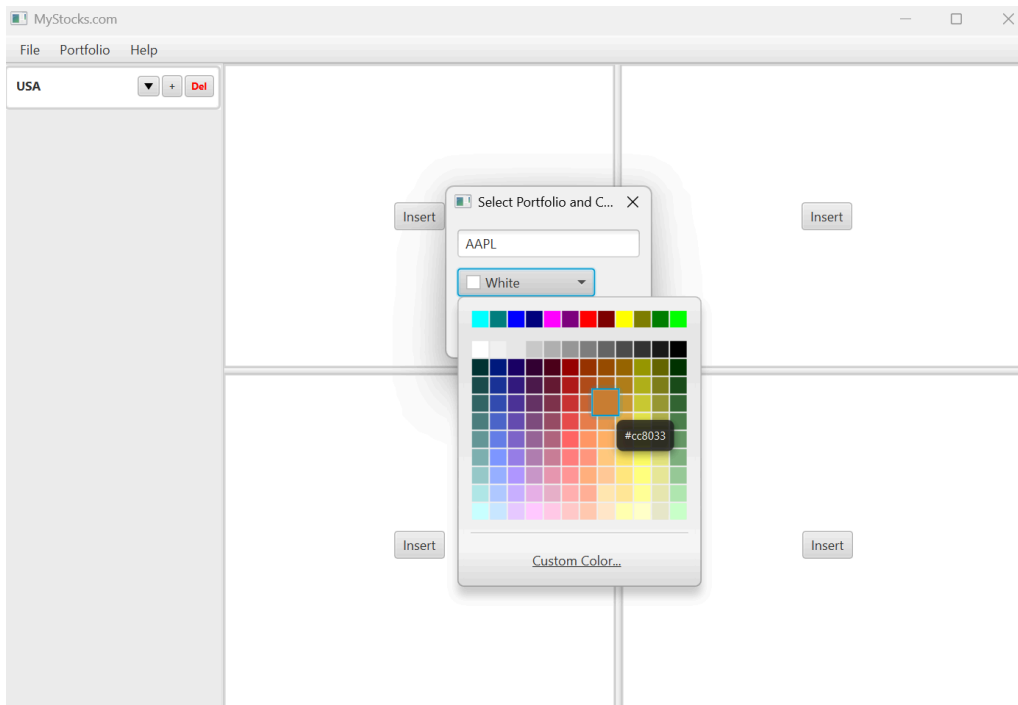 MyStocks.com
File Portfolio Help
USA ▼ + Del
Insert
Insert
Select Portfolio and C...
AAPL
White
#cc8033
Insert
Insert
Custom Color...